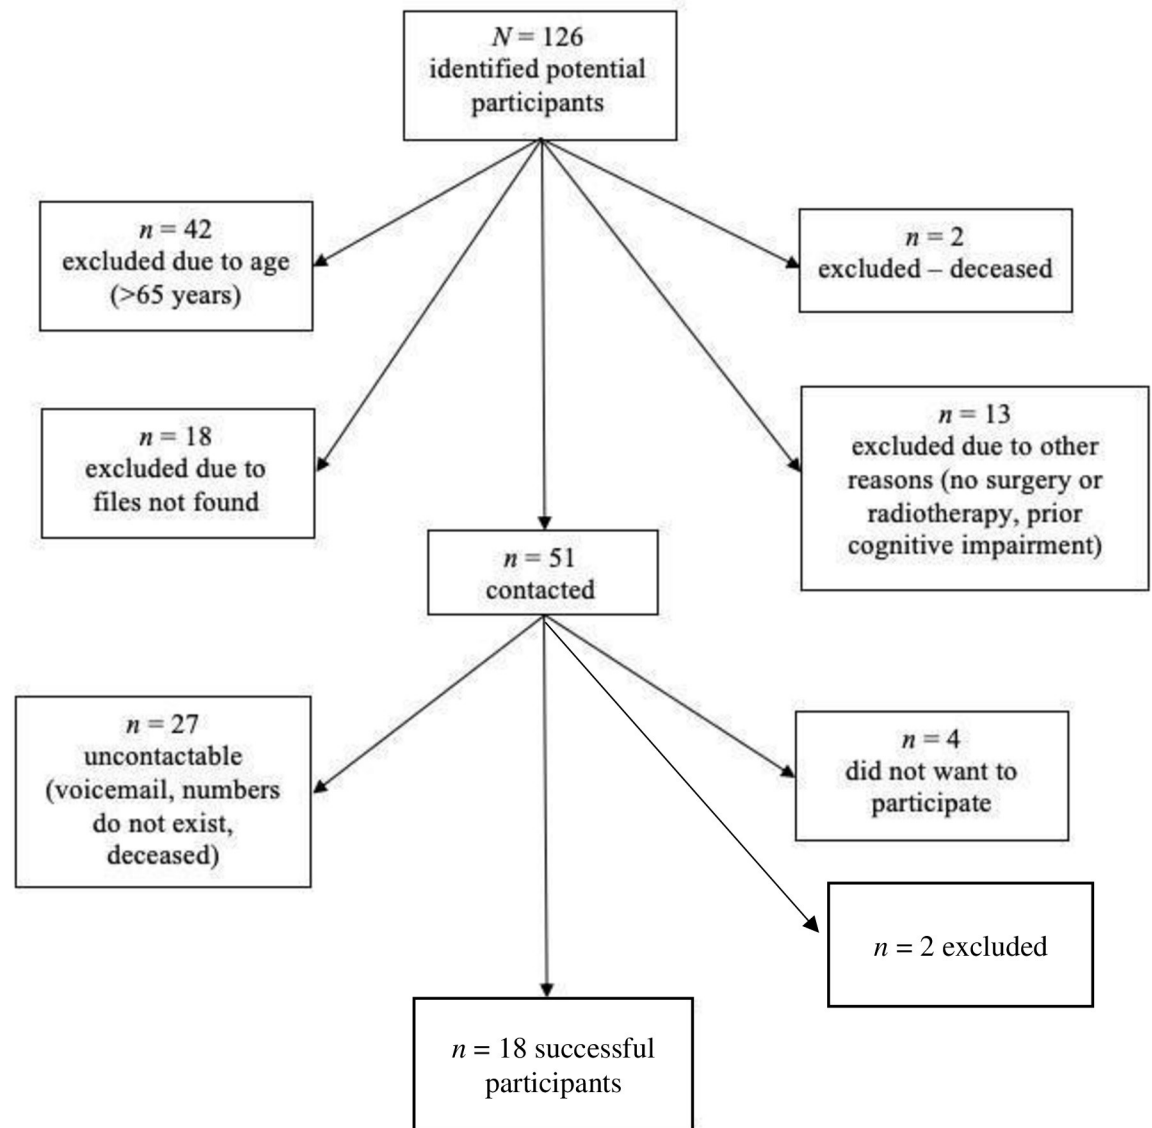 N = 126
identified potential
participants
n = 42
excluded due to age
(>65 years)
n = 2
excluded – deceased
n = 18
excluded due to
files not found
n = 13
excluded due to other
reasons (no surgery or
radiotherapy, prior
cognitive impairment)
n = 51
contacted
n = 27
uncontactable
(voicemail, numbers
do not exist,
deceased)
n = 4
did not want to
participate
n = 2 excluded
n = 18 successful
participants